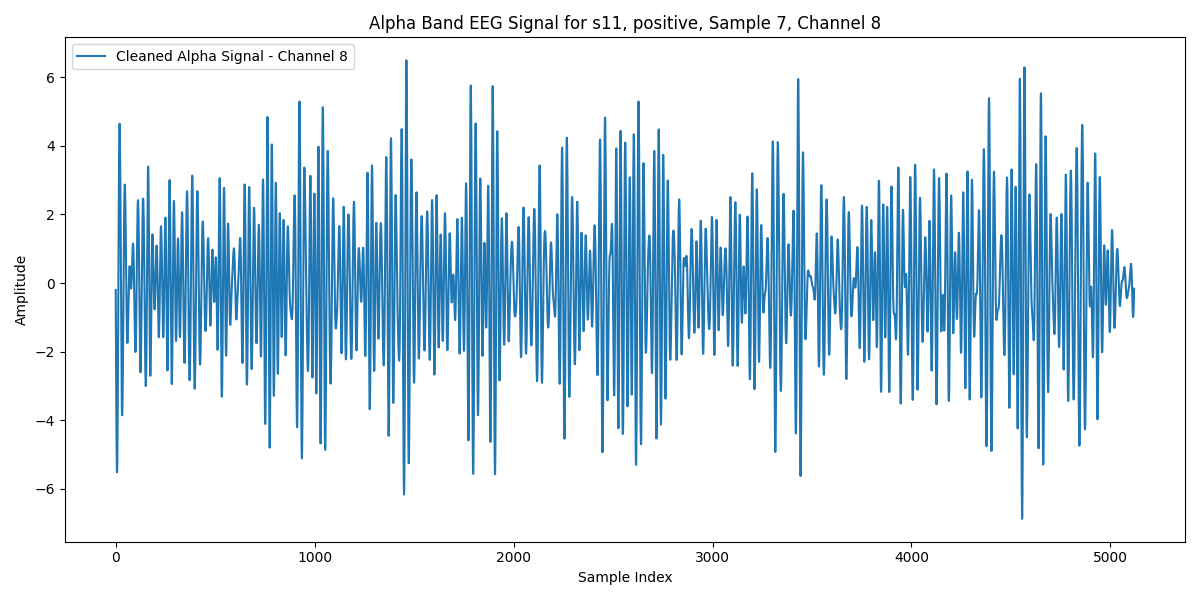 Alpha Band EEG Signal for s11, positive, Sample 7, Channel 8
Cleaned Alpha Signal - Channel 8
6
4
2
0
−2
−4
−6
Amplitude
0 1000 2000 3000 4000 5000
Sample Index